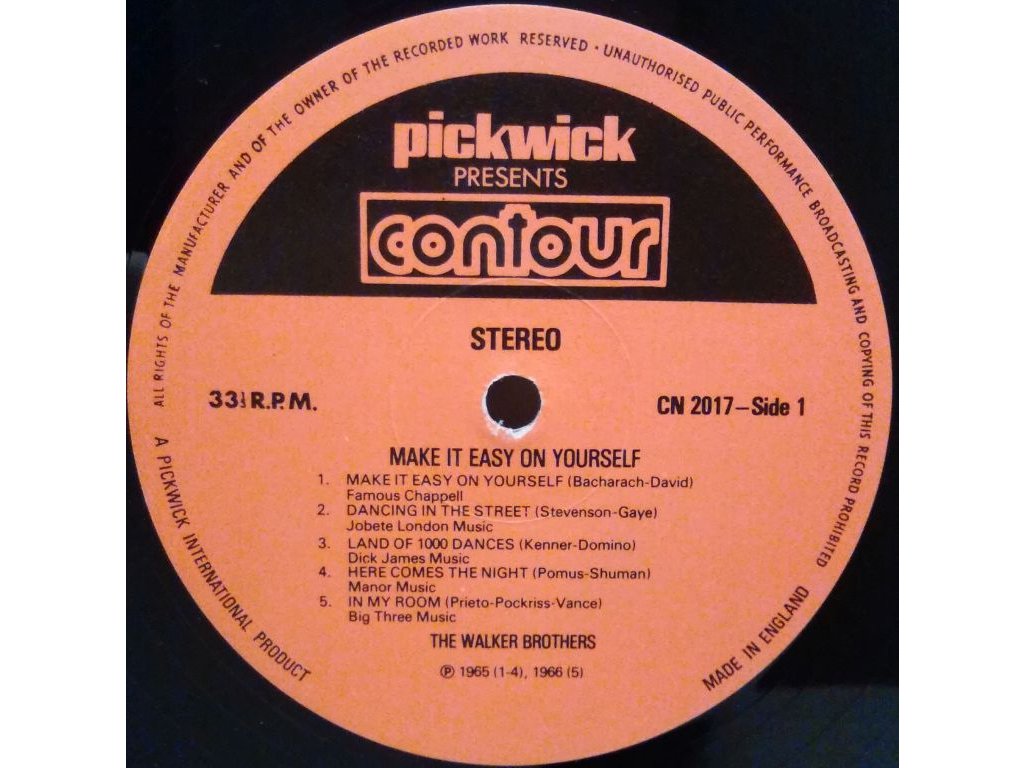 ALL RIGHTS OF THE MANUFACTURER AND OF THE OWNER OF THE RECORDED WORK RESERVED · UNAUTHORISED PUBLIC PERFORMANCE BROADCASTING AND COPYING OF THIS RECORD PROHIBITED
pickwick
PRESENTS
contour
STEREO
33⅓ R.P.M.
CN 2017–Side 1
MAKE IT EASY ON YOURSELF
1. MAKE IT EASY ON YOURSELF (Bacharach-David)
Famous Chappell
2. DANCING IN THE STREET (Stevenson-Gaye)
Jobete London Music
3. LAND OF 1000 DANCES (Kenner-Domino)
Dick James Music
4. HERE COMES THE NIGHT (Pomus-Shuman)
Manor Music
5. IN MY ROOM (Prieto-Pockriss-Vance)
Big Three Music
THE WALKER BROTHERS
℗ 1965 (1-4), 1966 (5)
A PICKWICK INTERNATIONAL PRODUCT
MADE IN ENGLAND